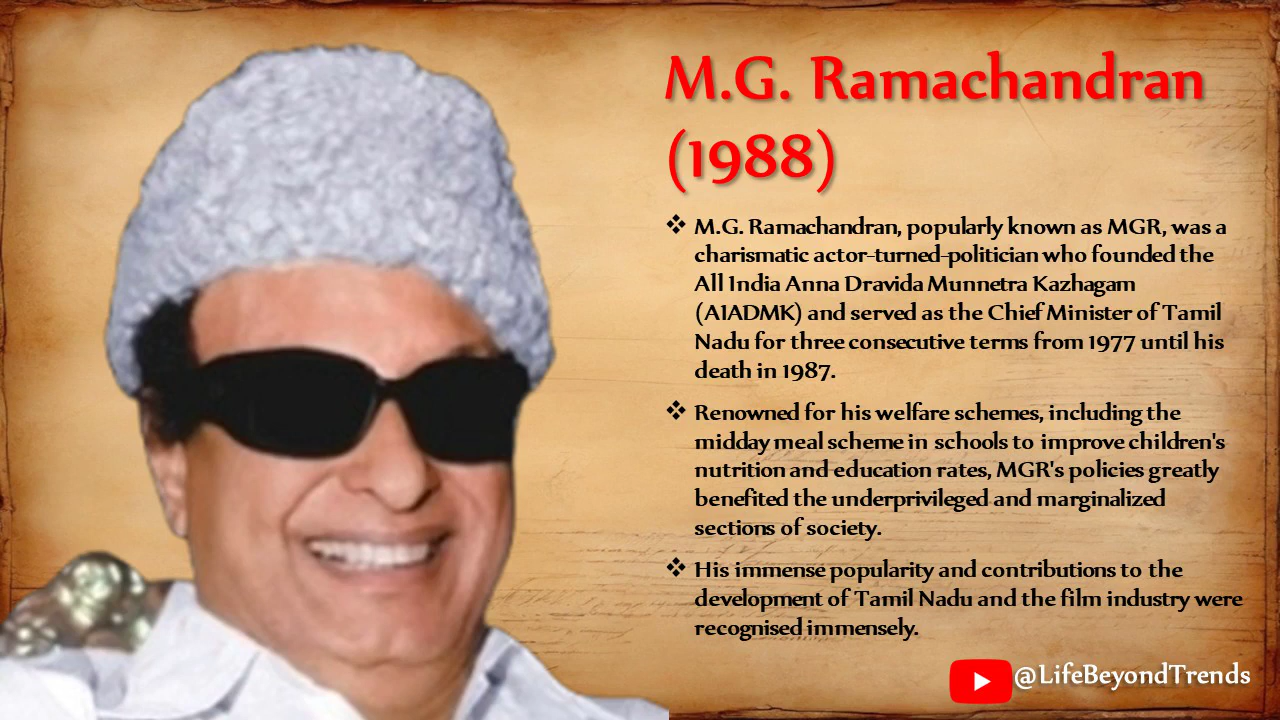 M.G. Ramachandran
(1988)
❖ M.G. Ramachandran, popularly known as MGR, was a
charismatic actor-turned-politician who founded the
All India Anna Dravida Munnetra Kazhagam
(AIADMK) and served as the Chief Minister of Tamil
Nadu for three consecutive terms from 1977 until his
death in 1987.
❖ Renowned for his welfare schemes, including the
midday meal scheme in schools to improve children's
nutrition and education rates, MGR's policies greatly
benefited the underprivileged and marginalized
sections of society.
❖ His immense popularity and contributions to the
development of Tamil Nadu and the film industry were
recognised immensely.
@LifeBeyondTrends